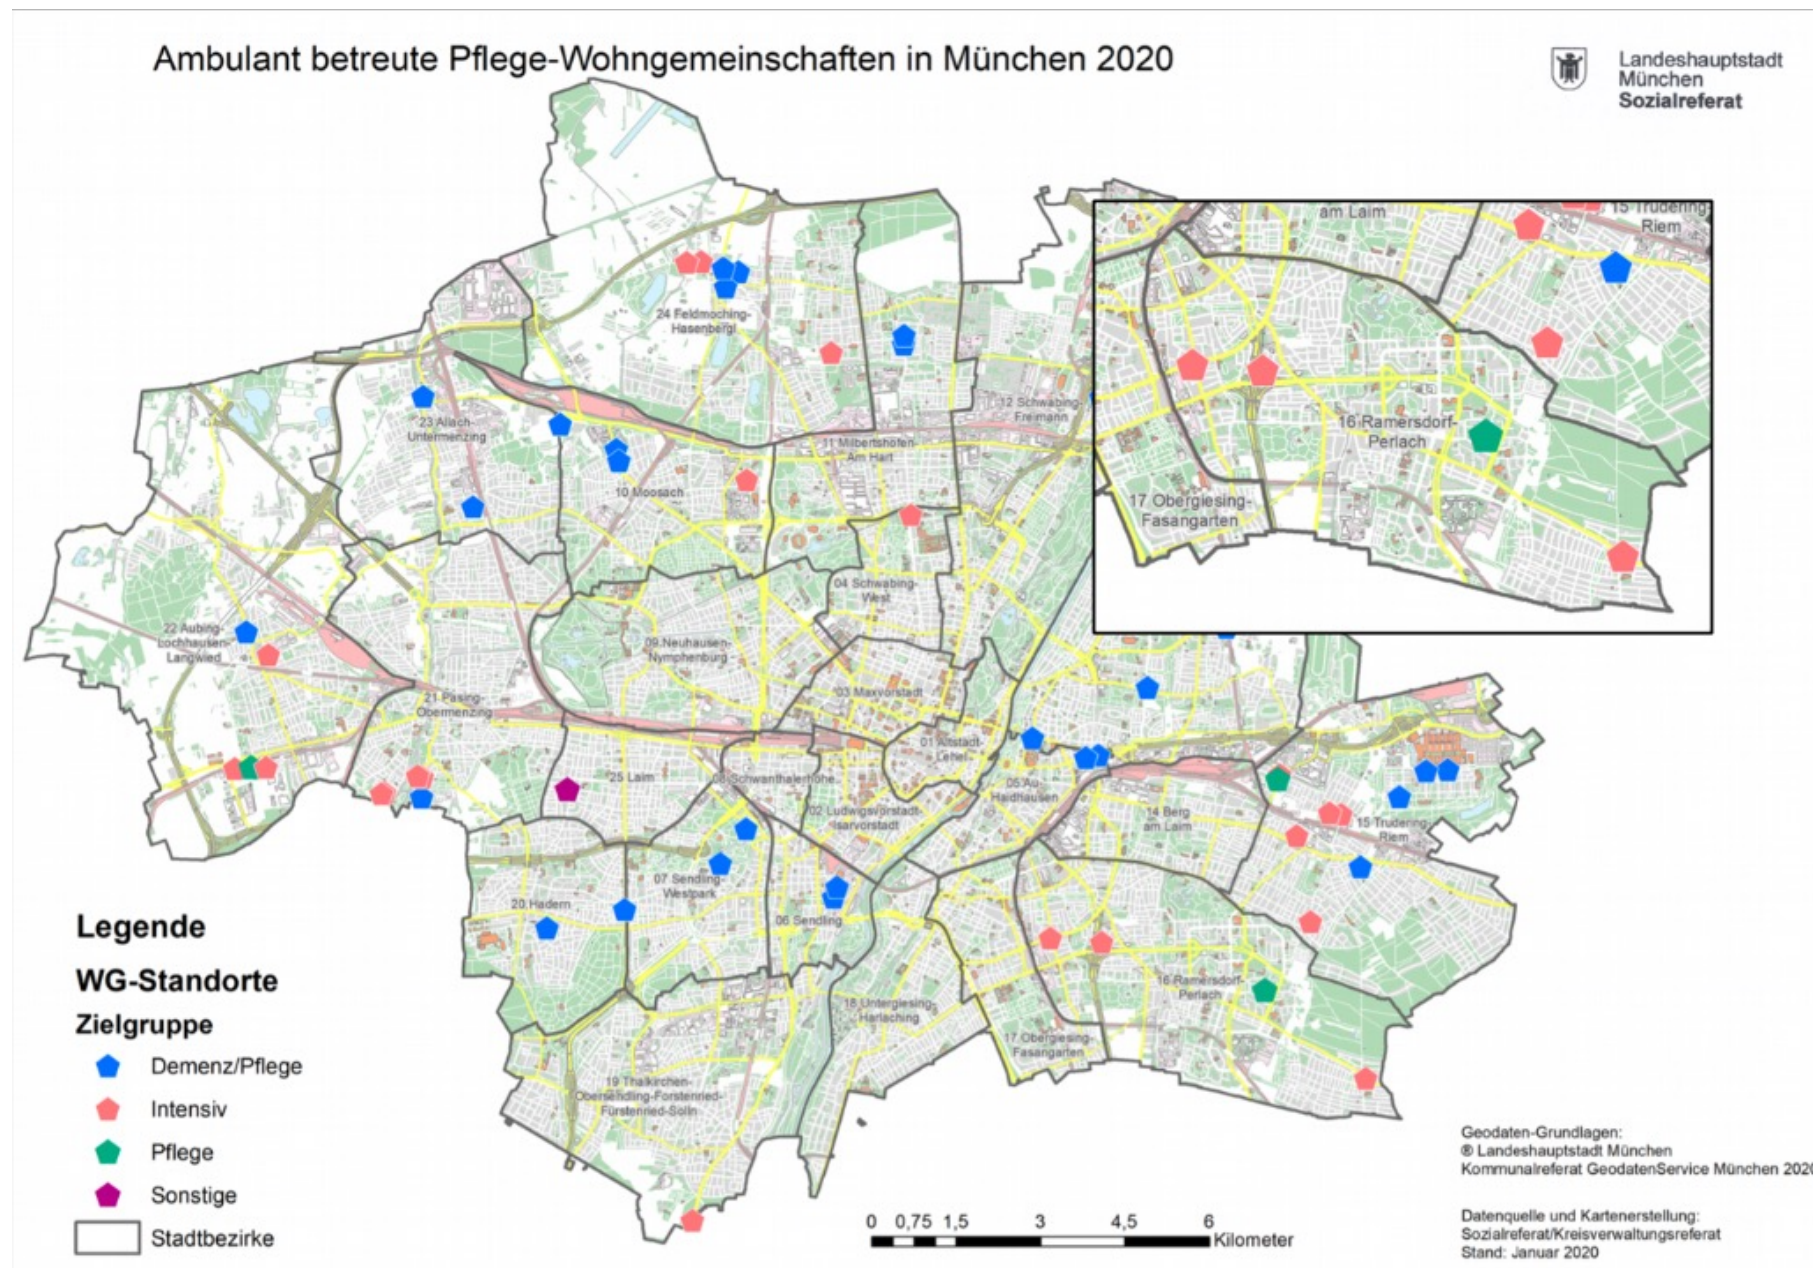 Ambulant betreute Pflege-Wohngemeinschaften in München 2020
Landeshauptstadt
München
Sozialreferat
am Laim
15 Trudering-
Riem
16 Ramersdorf-
Perlach
17 Obergiesing-
Fasangarten
24 Feldmoching-
Hasenbergl
12 Schwabing-
Freimann
23 Allach-
Untermenzing
11 Milbertshofen-
Am Hart
10 Moosach
04 Schwabing-
West
22 Aubing-
Lochhausen-
Langwied
09 Neuhausen-
Nymphenburg
03 Maxvorstadt
21 Pasing-
Obermenzing
01 Altstadt-
Lehel
25 Laim
08 Schwanthalerhöhe
05 Au-
Haidhausen
02 Ludwigsvorstadt-
Isarvorstadt
14 Berg
am Laim
15 Trudering-
Riem
07 Sendling-
Westpark
20 Hadern
06 Sendling
16 Ramersdorf-
Perlach
18 Untergiesing-
Harlaching
17 Obergiesing-
Fasangarten
19 Thalkirchen-
Obersendling-Forstenried-
Fürstenried-Solln
Legende
WG-Standorte
Zielgruppe
Demenz/Pflege
Intensiv
Pflege
Sonstige
Stadtbezirke
0 0,75 1,5 3 4,5 6
Kilometer
Geodaten-Grundlagen:
® Landeshauptstadt München
Kommunalreferat GeodatenService München 2020
Datenquelle und Kartenerstellung:
Sozialreferat/Kreisverwaltungsreferat
Stand: Januar 2020